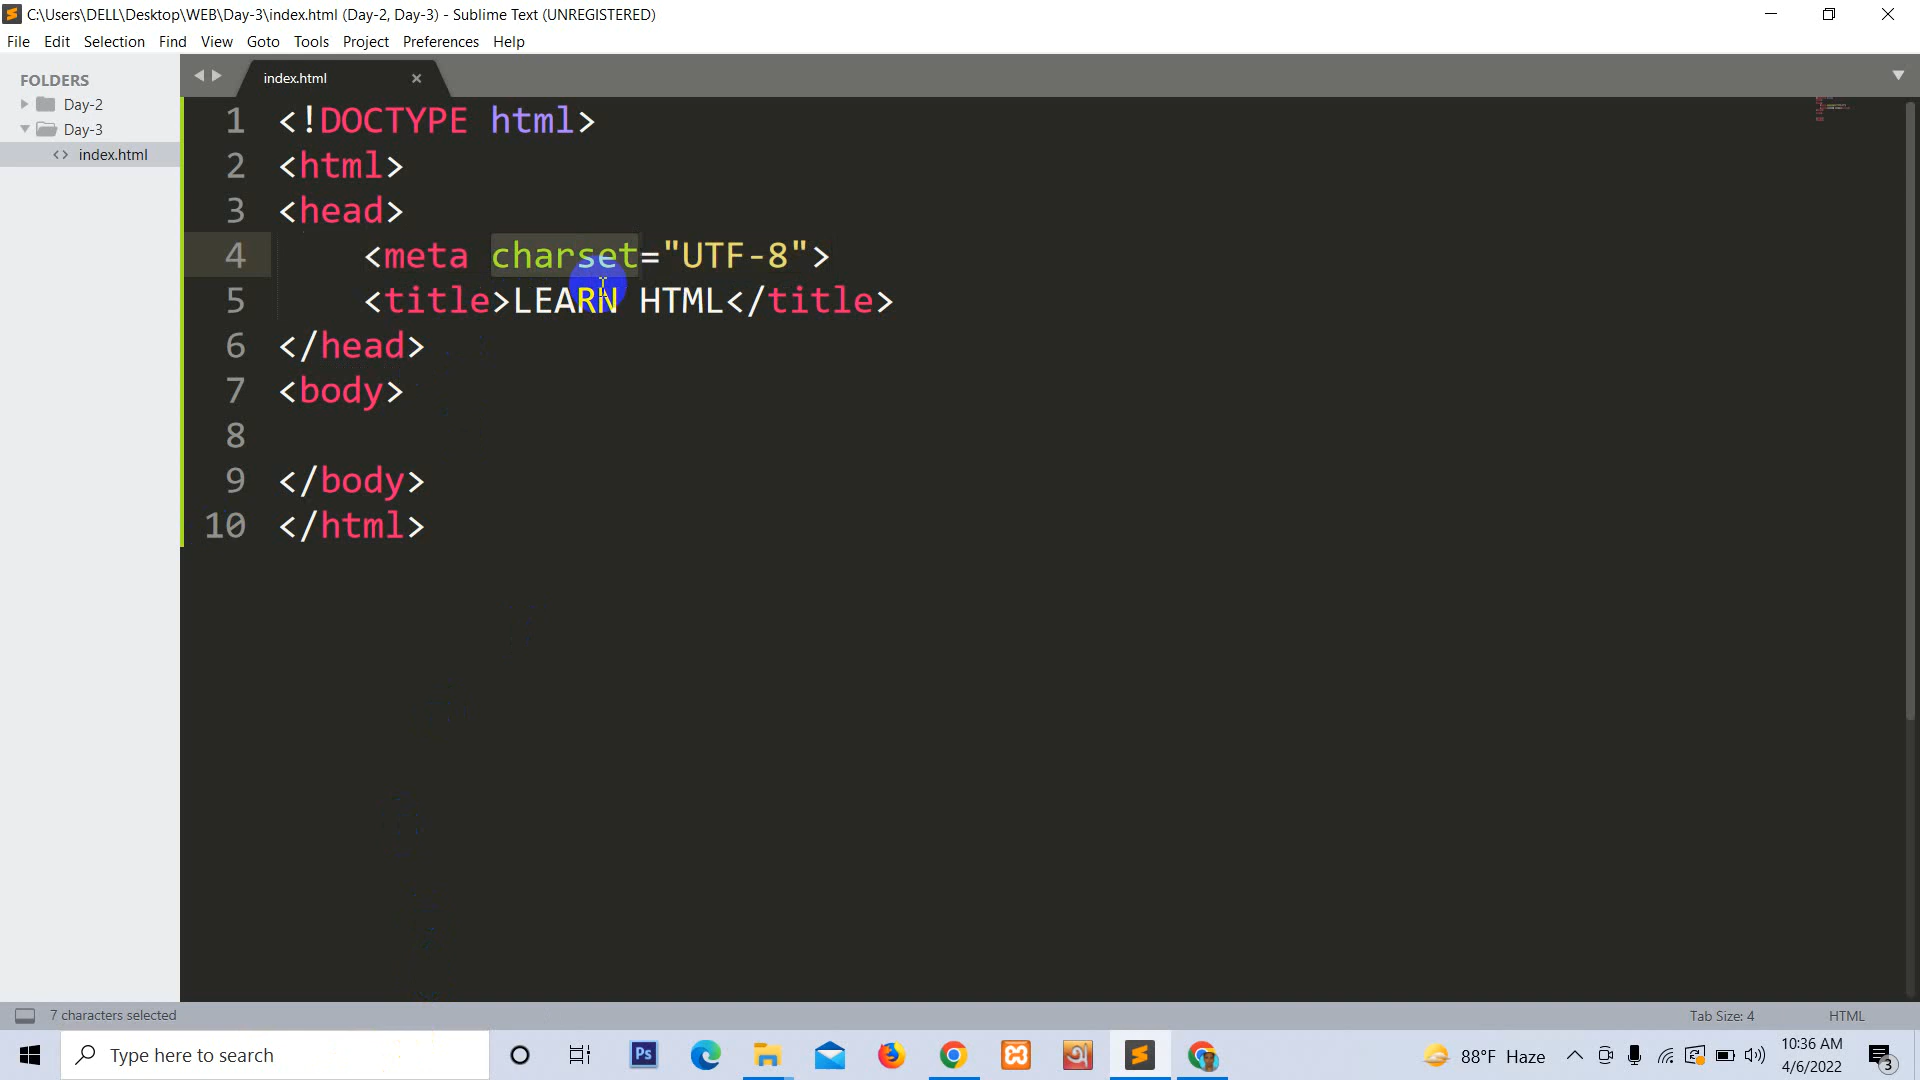 C:\Users\DELL\Desktop\WEB\Day-3\index.html (Day-2, Day-3) - Sublime Text (UNREGISTERED)
File Edit Selection Find View Goto Tools Project Preferences Help
FOLDERS
Day-2
Day-3
<> index.html
index.html
1 <!DOCTYPE html>
2 <html>
3 <head>
4 <meta charset="UTF-8">
5 <title>LEARN HTML</title>
6 </head>
7 <body>
8
9 </body>
10 </html>
7 characters selected
Tab Size: 4 HTML
Type here to search
Ps
88°F Haze
10:36 AM
4/6/2022
3